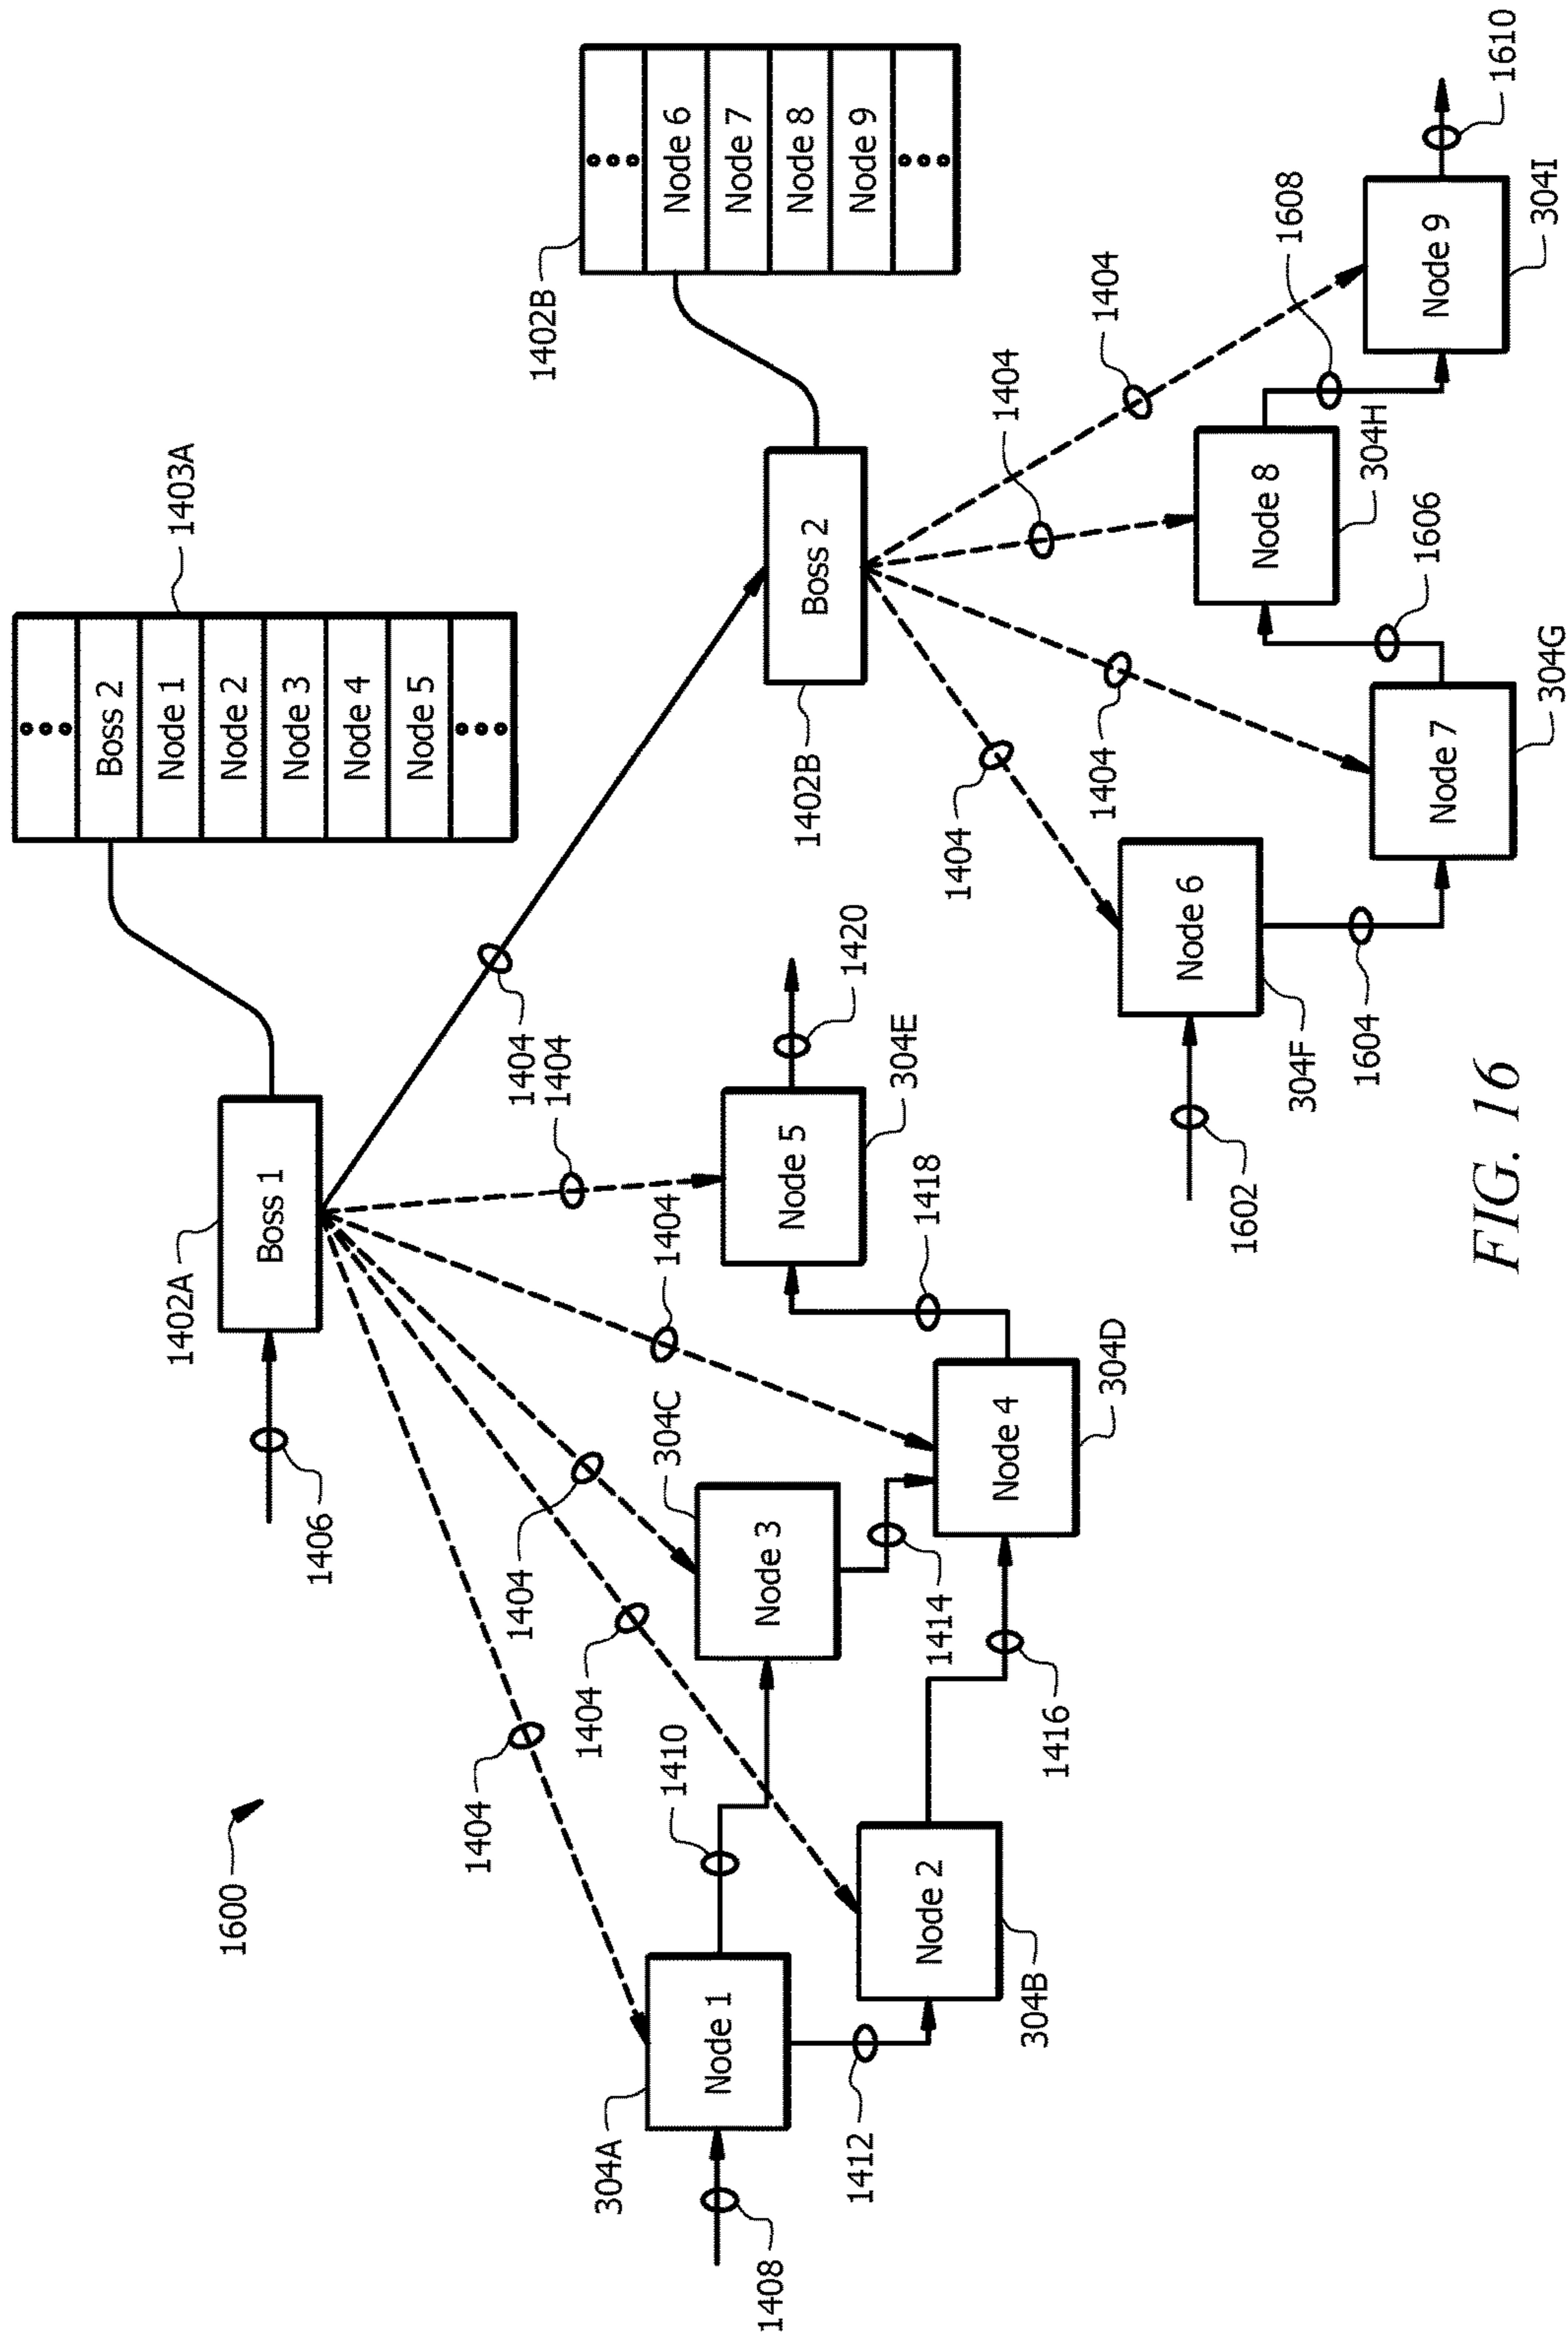 1600
1406
1402A
Boss 1
1403A
Boss 2
Node 1
Node 2
Node 3
Node 4
Node 5
1404
1404
1404
1404
1404
1404
1408
304A
Node 1
1410
1412
Node 2
304B
304C
Node 3
1414
1416
Node 4
304D
1418
Node 5
304E
1420
1402B
Boss 2
1402B
Node 6
Node 7
Node 8
Node 9
1404
1404
1404
1404
1602
Node 6
304F
1604
Node 7
304G
1606
Node 8
304H
1608
Node 9
304I
1610
FIG. 16